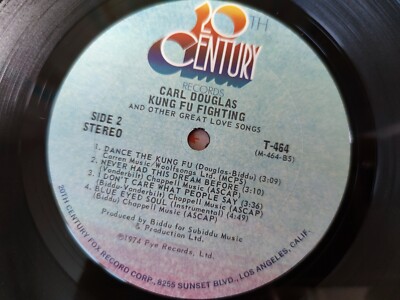 20TH
CENTURY
RECORDS
CARL DOUGLAS
KUNG FU FIGHTING
AND OTHER GREAT LOVE SONGS
SIDE 2
STEREO
T-464
(M-464-BS)
1. DANCE THE KUNG FU (Douglas-Biddu) (3:09)
Carren Music/Woolfsongs Ltd. (MCPS)
2. NEVER HAD THIS DREAM BEFORE (3:10)
(Vanderbilt) Chappell Music (ASCAP)
3. I DON'T CARE WHAT PEOPLE SAY (3:36)
(Biddu-Vanderbilt) Chappell Music (ASCAP)
4. BLUE EYED SOUL (Instrumental) (4:49)
(Biddu) Chappell Music (ASCAP)
Produced by Biddu for Subiddu Music
& Production Ltd.
℗1974 Pye Records, Ltd.
20TH CENTURY FOX RECORD CORP., 8255 SUNSET BLVD., LOS ANGELES, CALIF.